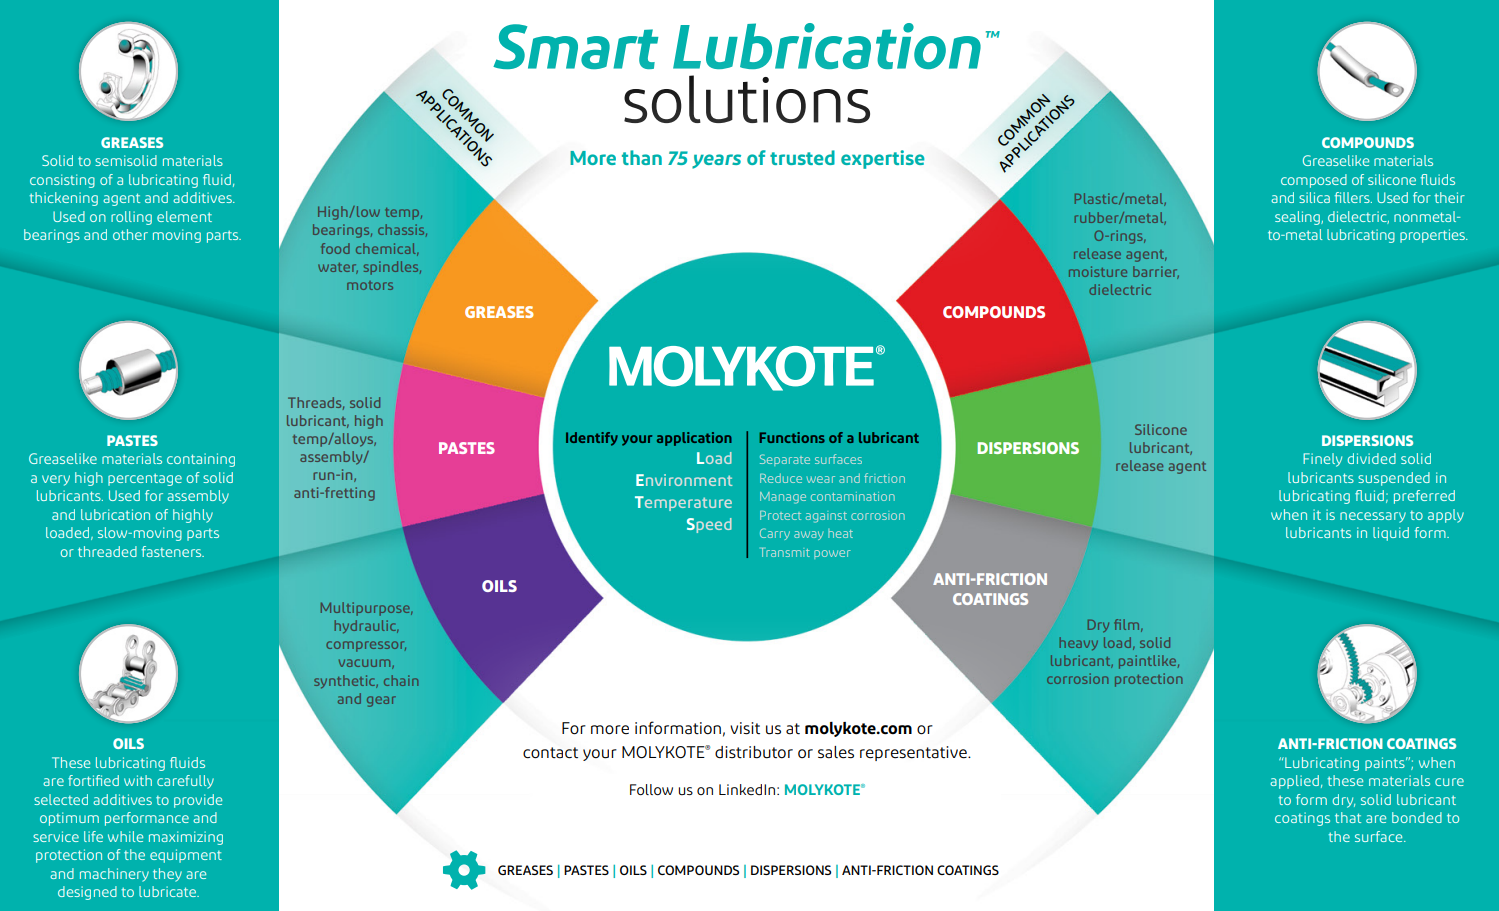 Smart Lubrication™
solutions
More than 75 years of trusted expertise
GREASES
Solid to semisolid materials
consisting of a lubricating fluid,
thickening agent and additives.
Used on rolling element
bearings and other moving parts.
PASTES
Greaselike materials containing
a very high percentage of solid
lubricants. Used for assembly
and lubrication of highly
loaded, slow-moving parts
or threaded fasteners.
OILS
These lubricating fluids
are fortified with carefully
selected additives to provide
optimum performance and
service life while maximizing
protection of the equipment
and machinery they are
designed to lubricate.
COMMON
APPLICATIONS
High/low temp,
bearings, chassis,
food chemical,
water, spindles,
motors
GREASES
Threads, solid
lubricant, high
temp/alloys,
assembly/
run-in,
anti-fretting
PASTES
Multipurpose,
hydraulic,
compressor,
vacuum,
synthetic, chain
and gear
OILS
MOLYKOTE®
Identify your application
Load
Environment
Temperature
Speed
Functions of a lubricant
Separate surfaces
Reduce wear and friction
Manage contamination
Protect against corrosion
Carry away heat
Transmit power
COMMON
APPLICATIONS
COMPOUNDS
Plastic/metal,
rubber/metal,
O-rings,
release agent,
moisture barrier,
dielectric
DISPERSIONS
Silicone
lubricant,
release agent
ANTI-FRICTION
COATINGS
Dry film,
heavy load, solid
lubricant, paintlike,
corrosion protection
COMPOUNDS
Greaselike materials
composed of silicone fluids
and silica fillers. Used for their
sealing, dielectric, nonmetal-
to-metal lubricating properties.
DISPERSIONS
Finely divided solid
lubricants suspended in
lubricating fluid; preferred
when it is necessary to apply
lubricants in liquid form.
ANTI-FRICTION COATINGS
“Lubricating paints”; when
applied, these materials cure
to form dry, solid lubricant
coatings that are bonded to
the surface.
For more information, visit us at molykote.com or
contact your MOLYKOTE® distributor or sales representative.
Follow us on LinkedIn: MOLYKOTE®
GREASES | PASTES | OILS | COMPOUNDS | DISPERSIONS | ANTI-FRICTION COATINGS